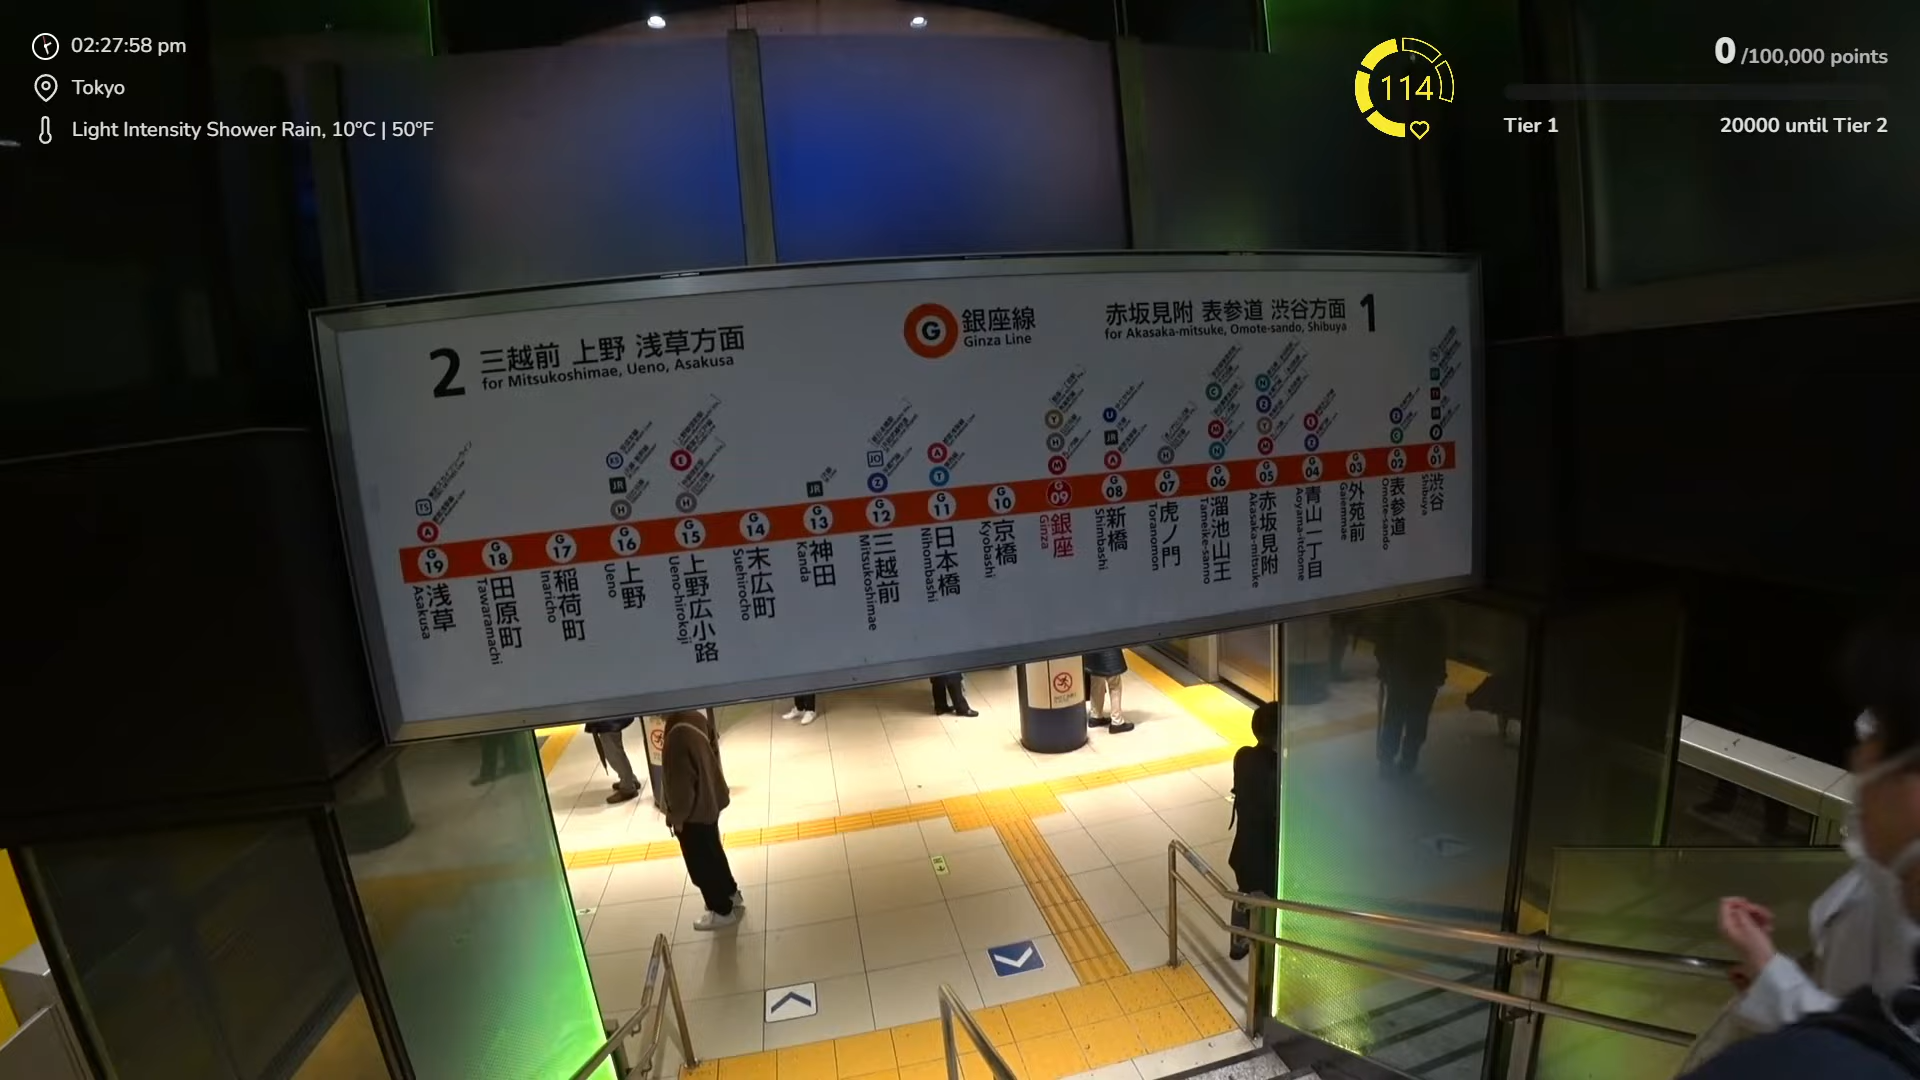 02:27:58 pm
Tokyo
Light Intensity Shower Rain, 10°C | 50°F
114
0 /100,000 points
Tier 1
20000 until Tier 2
2 三越前 上野 浅草方面
for Mitsukoshimae, Ueno, Asakusa
G 銀座線
Ginza Line
赤坂見附 表参道 渋谷方面 1
for Akasaka-mitsuke, Omote-sando, Shibuya
TS
A
G 19
浅草
Asakusa
G 18
田原町
Tawaramachi
G 17
稲荷町
Inaricho
KS
JR
H
G 16
上野
Ueno
E
H
G 15
上野広小路
Ueno-hirokoji
G 14
末広町
Suehirocho
JR
G 13
神田
Kanda
JO
Z
G 12
三越前
Mitsukoshimae
A
T
G 11
日本橋
Nihombashi
G 10
京橋
Kyobashi
Y
H
M
G 09
銀座
Ginza
U
JR
A
G 08
新橋
Shimbashi
H
G 07
虎ノ門
Toranomon
C
M
N
G 06
溜池山王
Tameike-sanno
N
Z
Y
M
G 05
赤坂見附
Akasaka-mitsuke
E
Z
G 04
青山一丁目
Aoyama-itchome
G 03
外苑前
Gaiemmae
Z
C
G 02
表参道
Omote-sando
G 01
渋谷
Shibuya